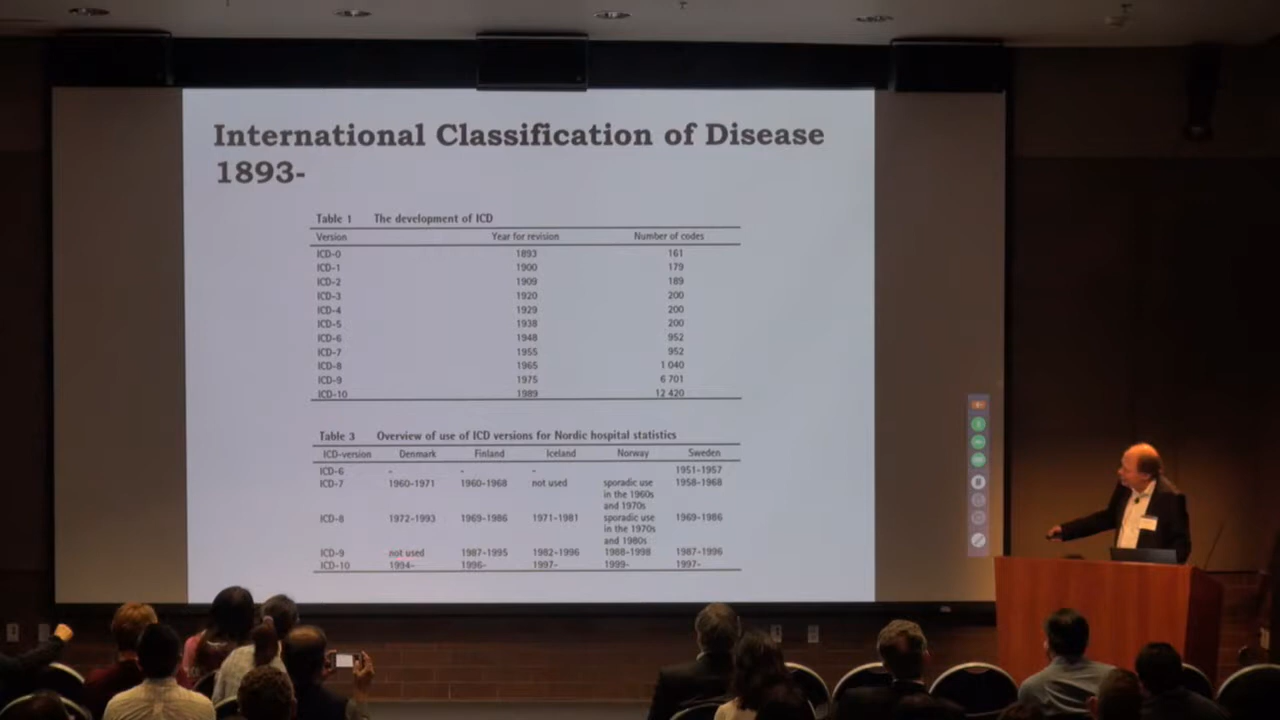 International Classification of Disease
1893-
Table 1 The development of ICD
Version Year for revision Number of codes
ICD-0 1893 161
ICD-1 1900 179
ICD-2 1909 189
ICD-3 1920 200
ICD-4 1929 200
ICD-5 1938 200
ICD-6 1948 952
ICD-7 1955 952
ICD-8 1965 1 040
ICD-9 1975 6 701
ICD-10 1989 12 420
Table 3 Overview of use of ICD versions for Nordic hospital statistics
ICD-version Denmark Finland Iceland Norway Sweden
ICD-6 - - - 1951-1957
ICD-7 1960-1971 1960-1968 not used sporadic use 1958-1968
in the 1960s
and 1970s
ICD-8 1972-1993 1969-1986 1971-1981 sporadic use 1969-1986
in the 1970s
and 1980s
ICD-9 not used 1987-1995 1982-1996 1988-1998 1987-1996
ICD-10 1994- 1996- 1997- 1999- 1997-